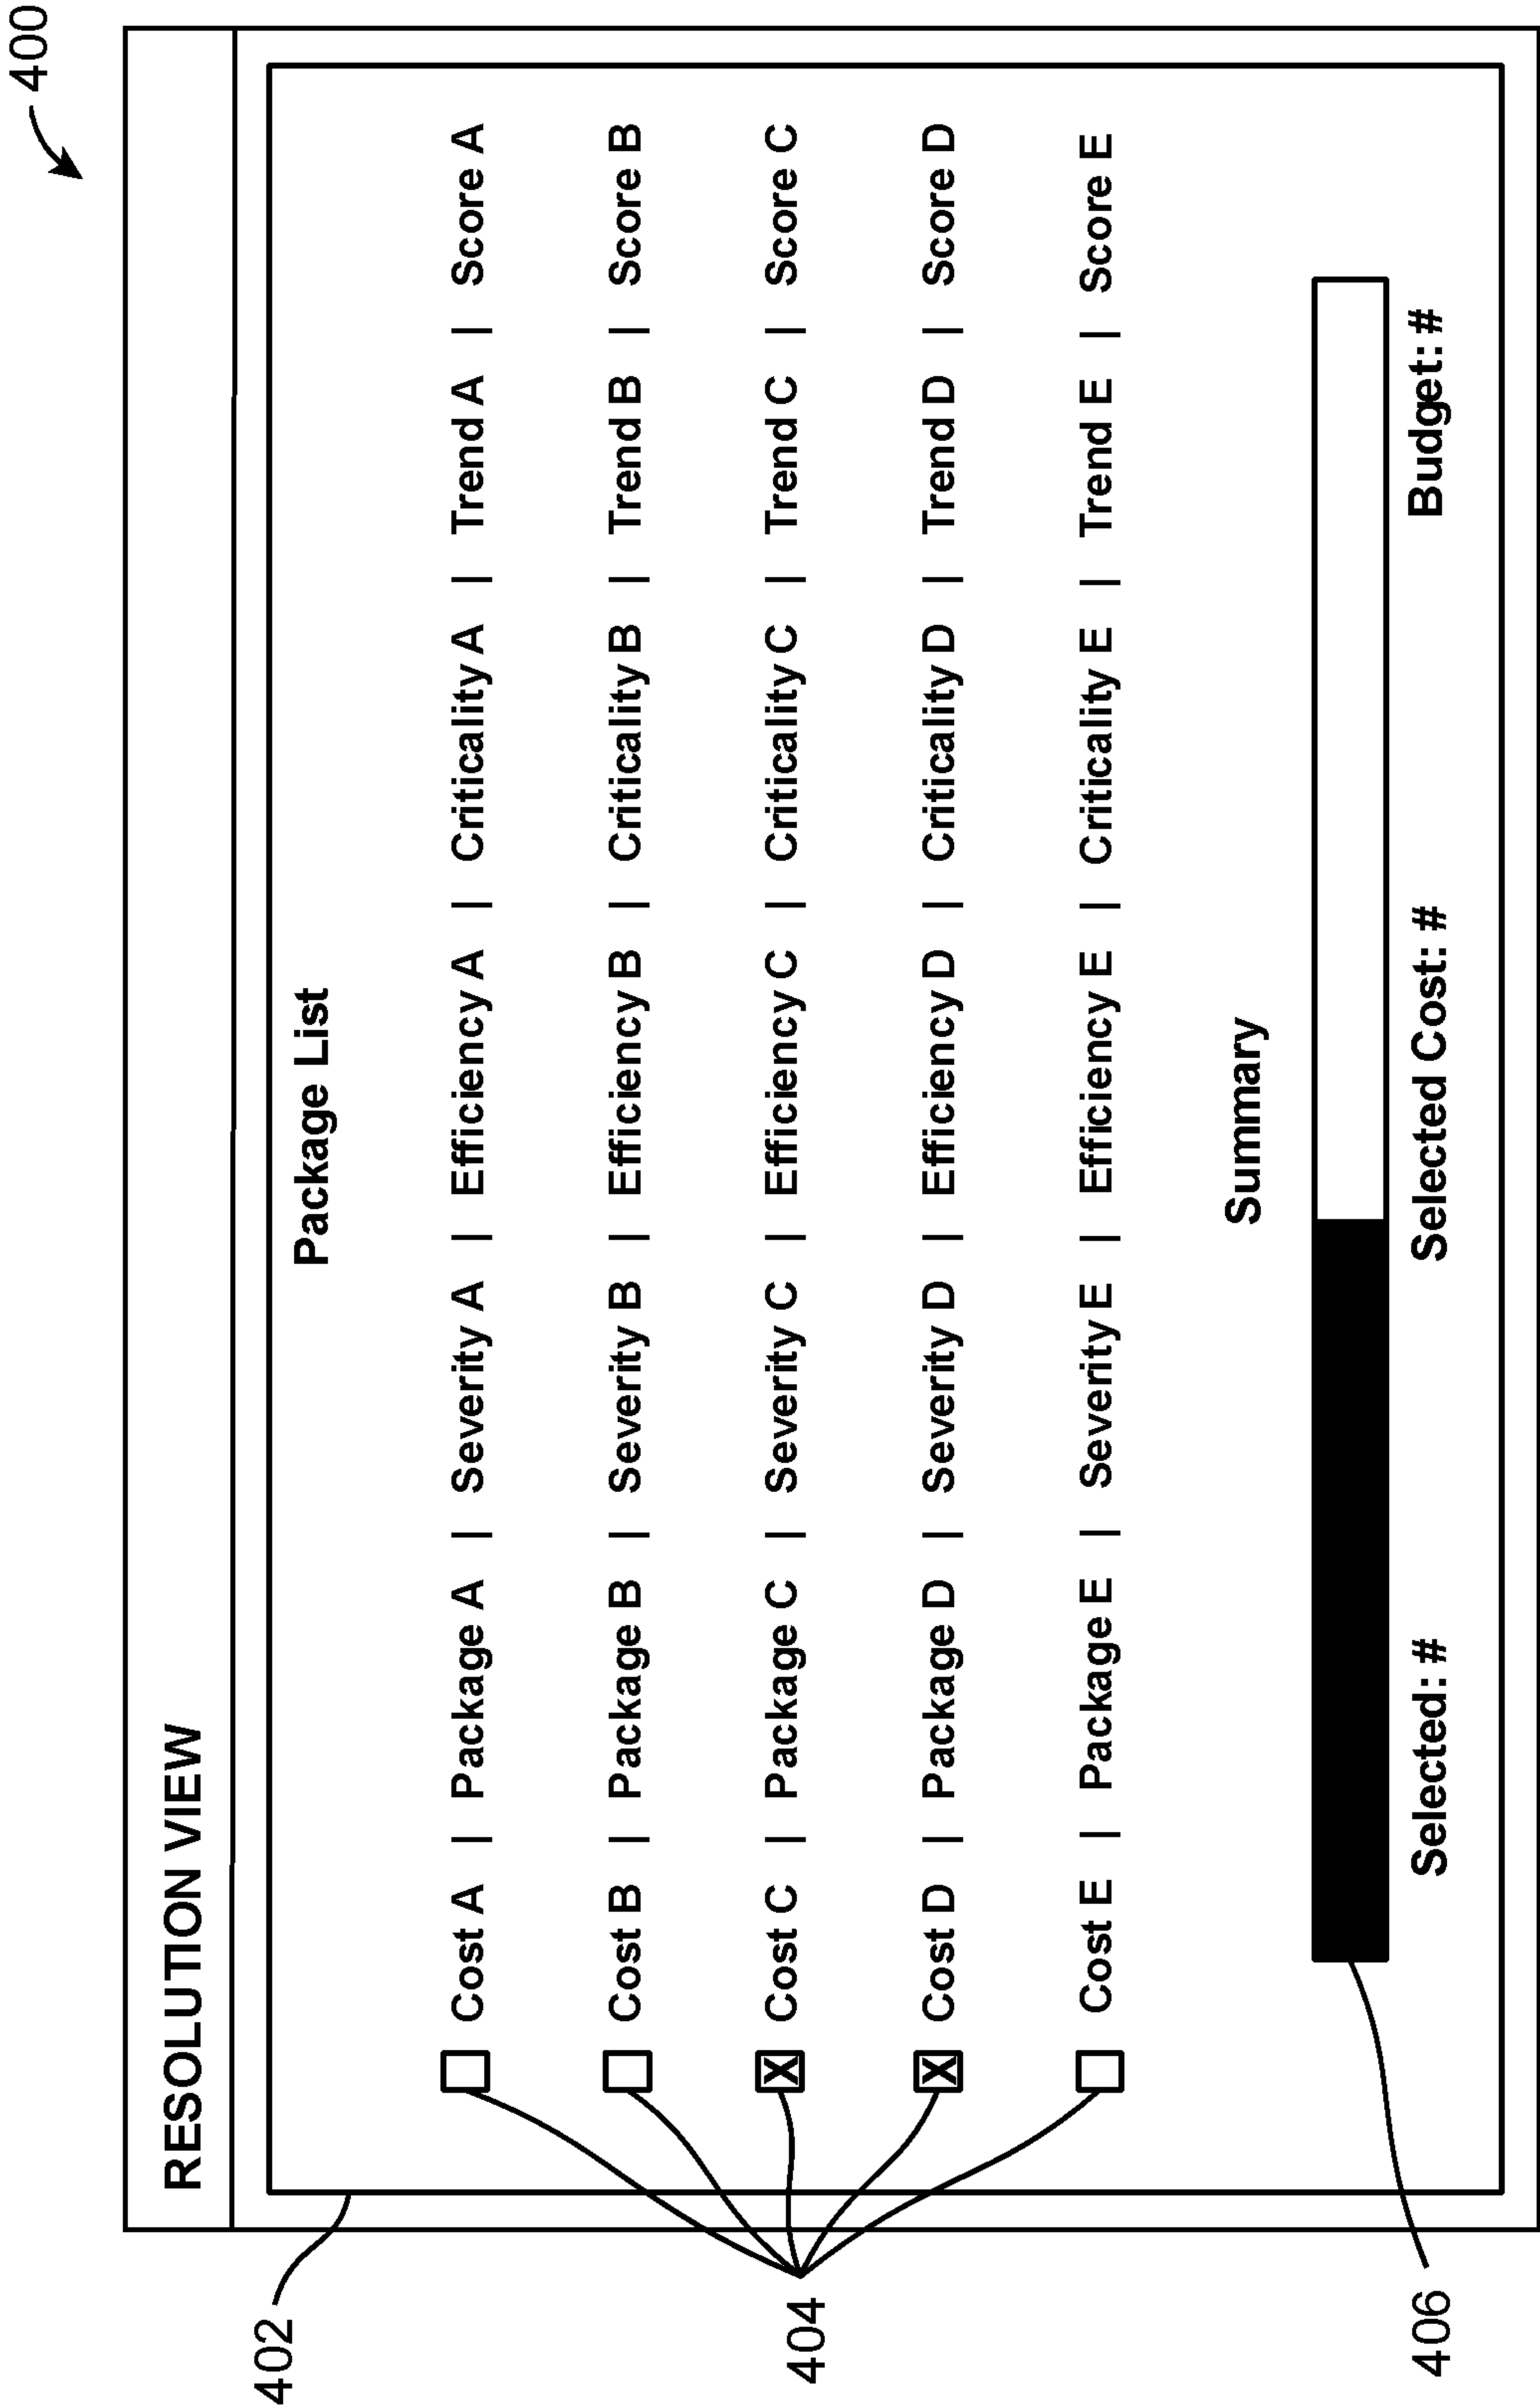 400
RESOLUTION VIEW
402
Package List
Cost A | Package A | Severity A | Efficiency A | Criticality A | Trend A | Score A
Cost B | Package B | Severity B | Efficiency B | Criticality B | Trend B | Score B
404
X Cost C | Package C | Severity C | Efficiency C | Criticality C | Trend C | Score C
X Cost D | Package D | Severity D | Efficiency D | Criticality D | Trend D | Score D
Cost E | Package E | Severity E | Efficiency E | Criticality E | Trend E | Score E
Summary
406
Selected: # Selected Cost: # Budget: #